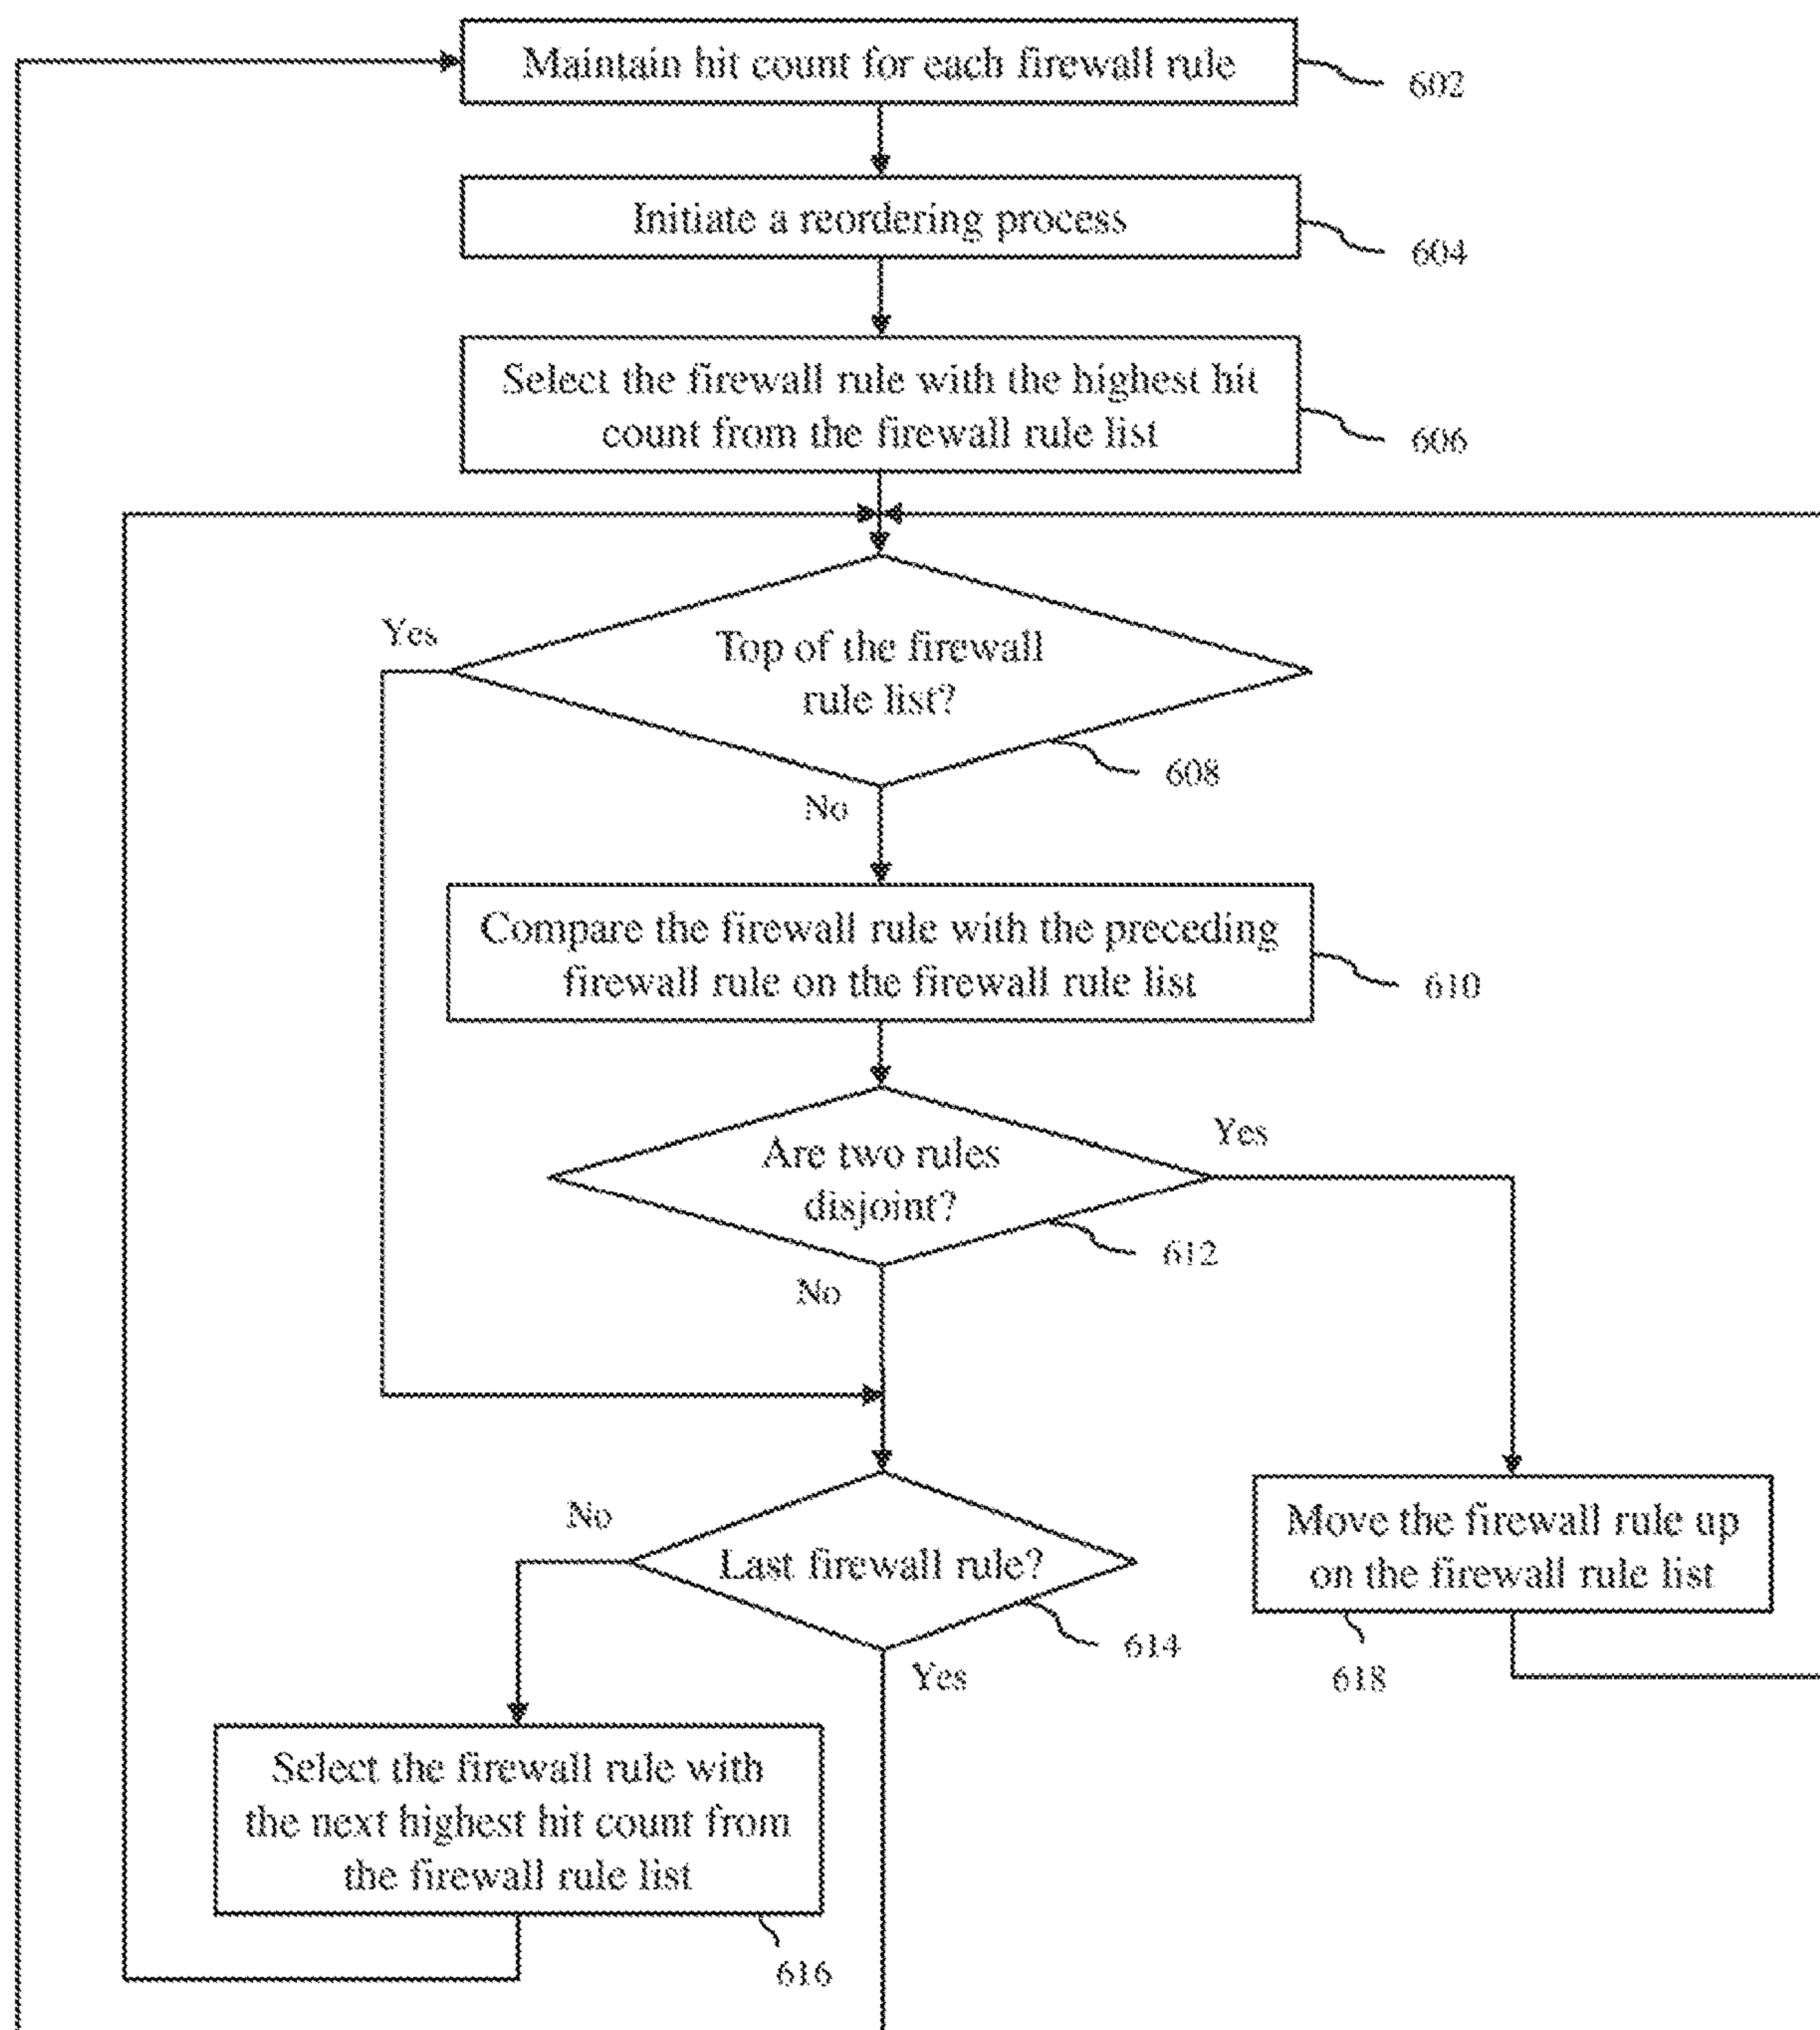 Maintain hit count for each firewall rule
602
Initiate a reordering process
604
Select the firewall rule with the highest hit
count from the firewall rule list
606
Yes
Top of the firewall
rule list?
608
No
Compare the firewall rule with the preceding
firewall rule on the firewall rule list
610
Yes
Are two rules
disjoint?
612
No
No
Last firewall rule?
614
Yes
Move the firewall rule up
on the firewall rule list
618
Select the firewall rule with
the next highest hit count from
the firewall rule list
616